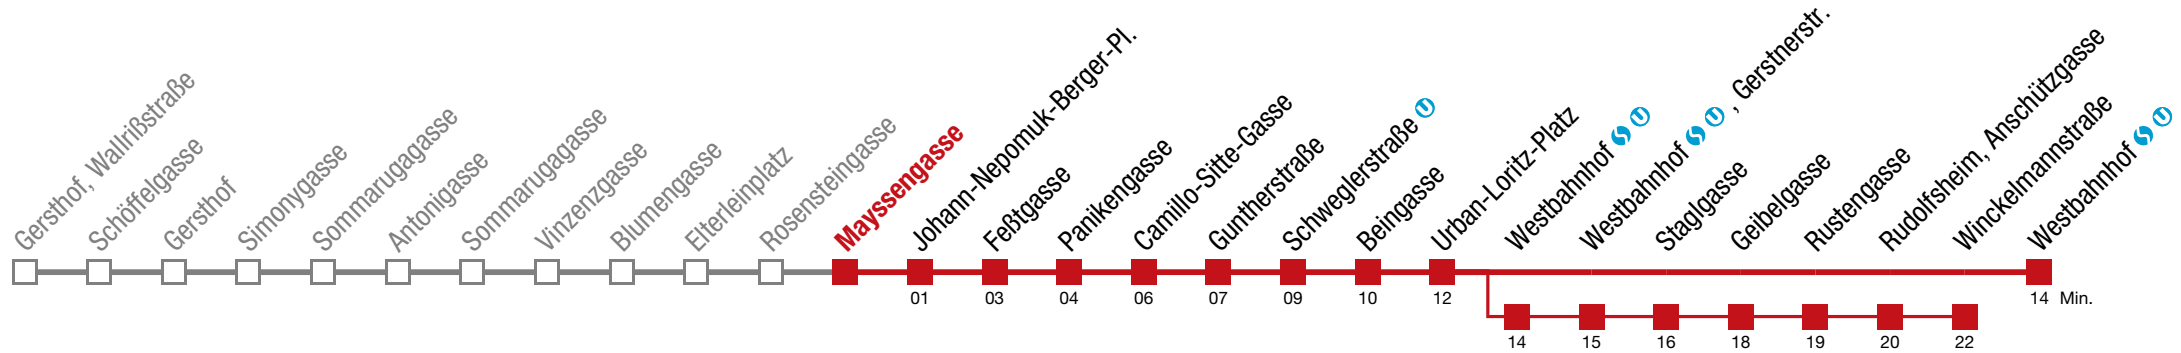 Gersthof, Wallrißstraße
Schöffelgasse
Gersthof
Simonygasse
Sommarugagasse
Antonigasse
Sommarugagasse
Vinzenzgasse
Blumengasse
Elterleinplatz
Rosensteingasse
Mayssengasse
Johann-Nepomuk-Berger-Pl.
Feßtgasse
Panikengasse
Camillo-Sitte-Gasse
Guntherstraße
Schweglerstraße U
Beingasse
Urban-Loritz-Platz
Westbahnhof S U
Westbahnhof S U , Gerstnerstr.
Staglgasse
Geibelgasse
Rustengasse
Rudolfsheim, Anschützgasse
Winckelmannstraße
Westbahnhof S U
01 03 04 06 07 09 10 12 14 Min.
14 15 16 18 19 20 22